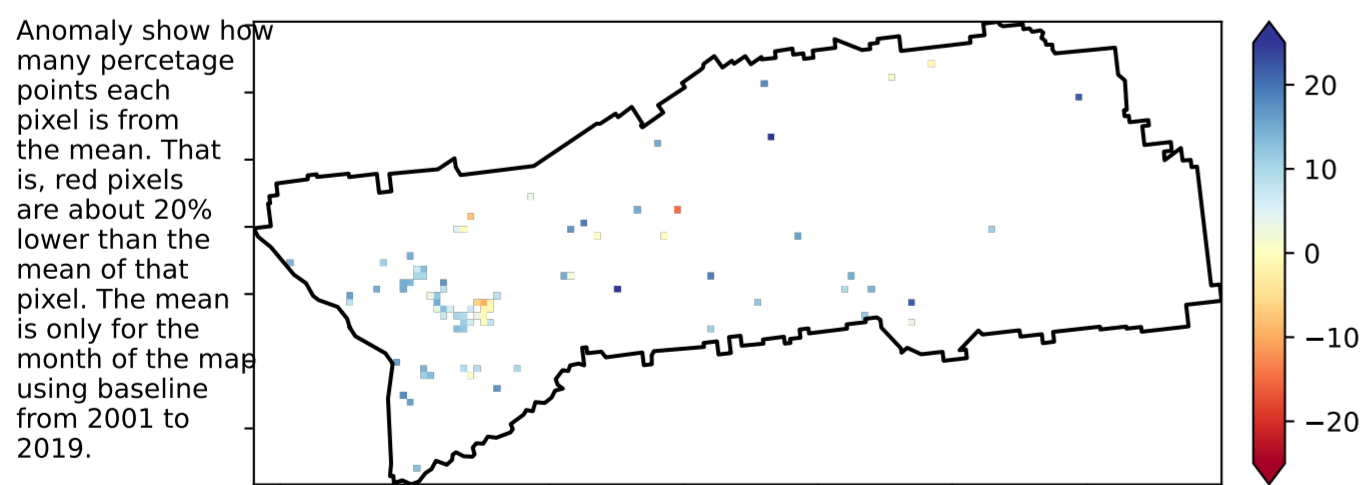 Anomaly show how
many percetage
points each
pixel is from
the mean. That
is, red pixels
are about 20%
lower than the
mean of that
pixel. The mean
is only for the
month of the map
using baseline
from 2001 to
2019.
20
10
0
−10
−20